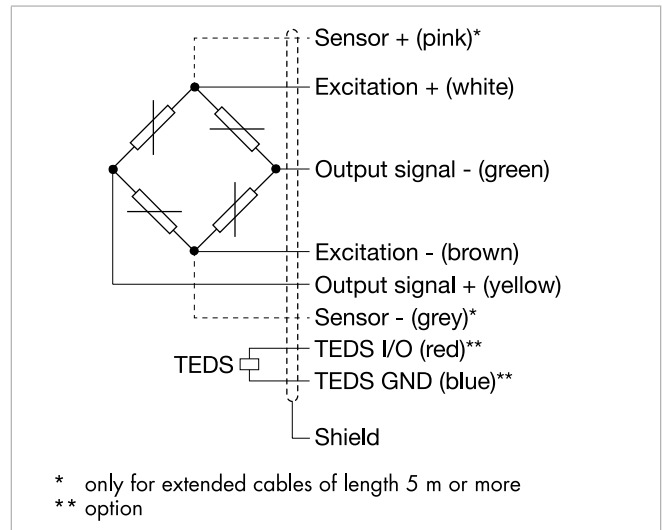 Sensor + (pink)*
Excitation + (white)
Output signal - (green)
Excitation - (brown)
Output signal + (yellow)
Sensor - (grey)*
TEDS I/O (red)**
TEDS
TEDS GND (blue)**
Shield
* only for extended cables of length 5 m or more
** option